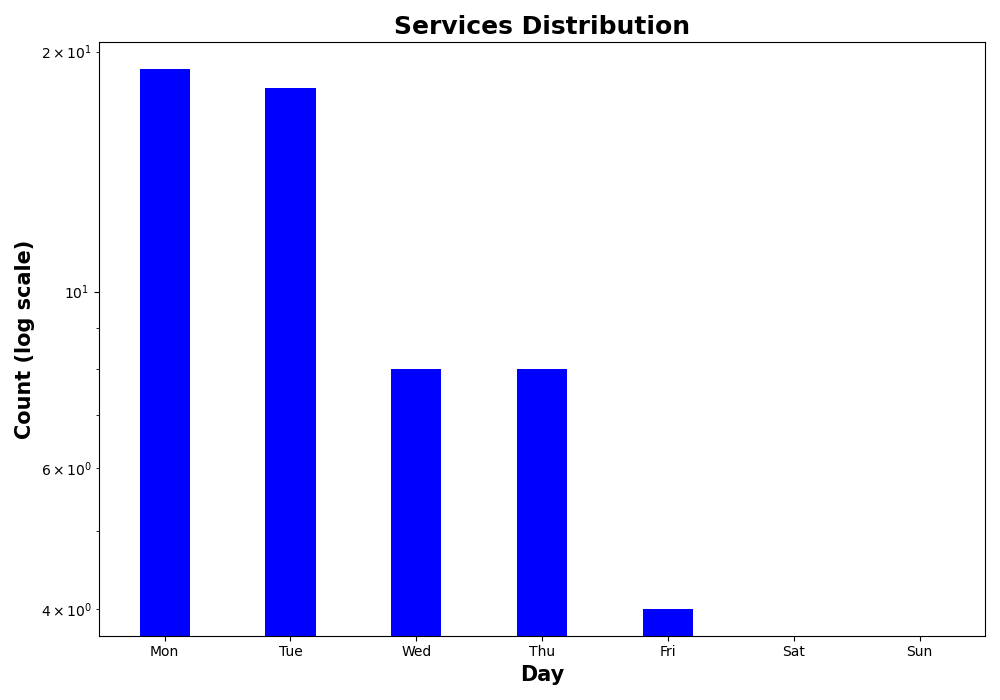 Services Distribution
Count (log scale)
2 × 10¹
10¹
6 × 10⁰
4 × 10⁰
Mon Tue Wed Thu Fri Sat Sun
Day